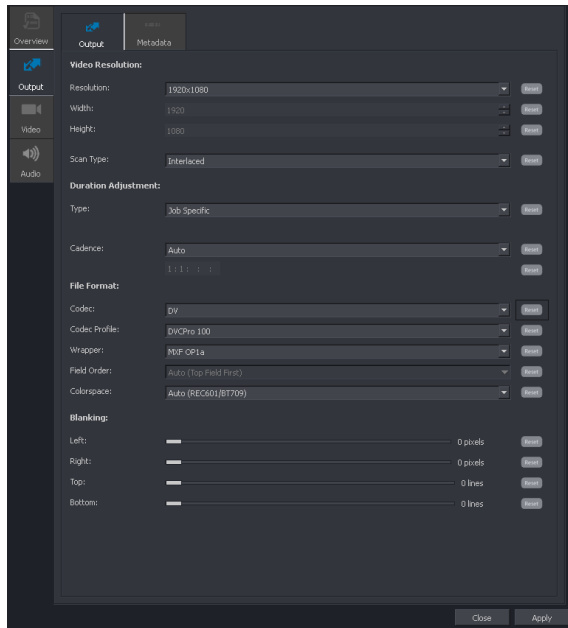 Overview
Output
Video
Audio
Output
Metadata
Video Resolution:
Resolution: 1920x1080 Reset
Width: 1920
Height: 1080
Scan Type: Interlaced Reset
Duration Adjustment:
Type: Job Specific Reset
Cadence: Auto Reset
1 : 1 : : : Reset
File Format:
Codec: DV Reset
Codec Profile: DVCPro 100 Reset
Wrapper: MXF OP1a Reset
Field Order: Auto (Top Field First) Reset
Colorspace: Auto (REC601/BT709) Reset
Blanking:
Left: 0 pixels Reset
Right: 0 pixels Reset
Top: 0 lines Reset
Bottom: 0 lines Reset
Close Apply